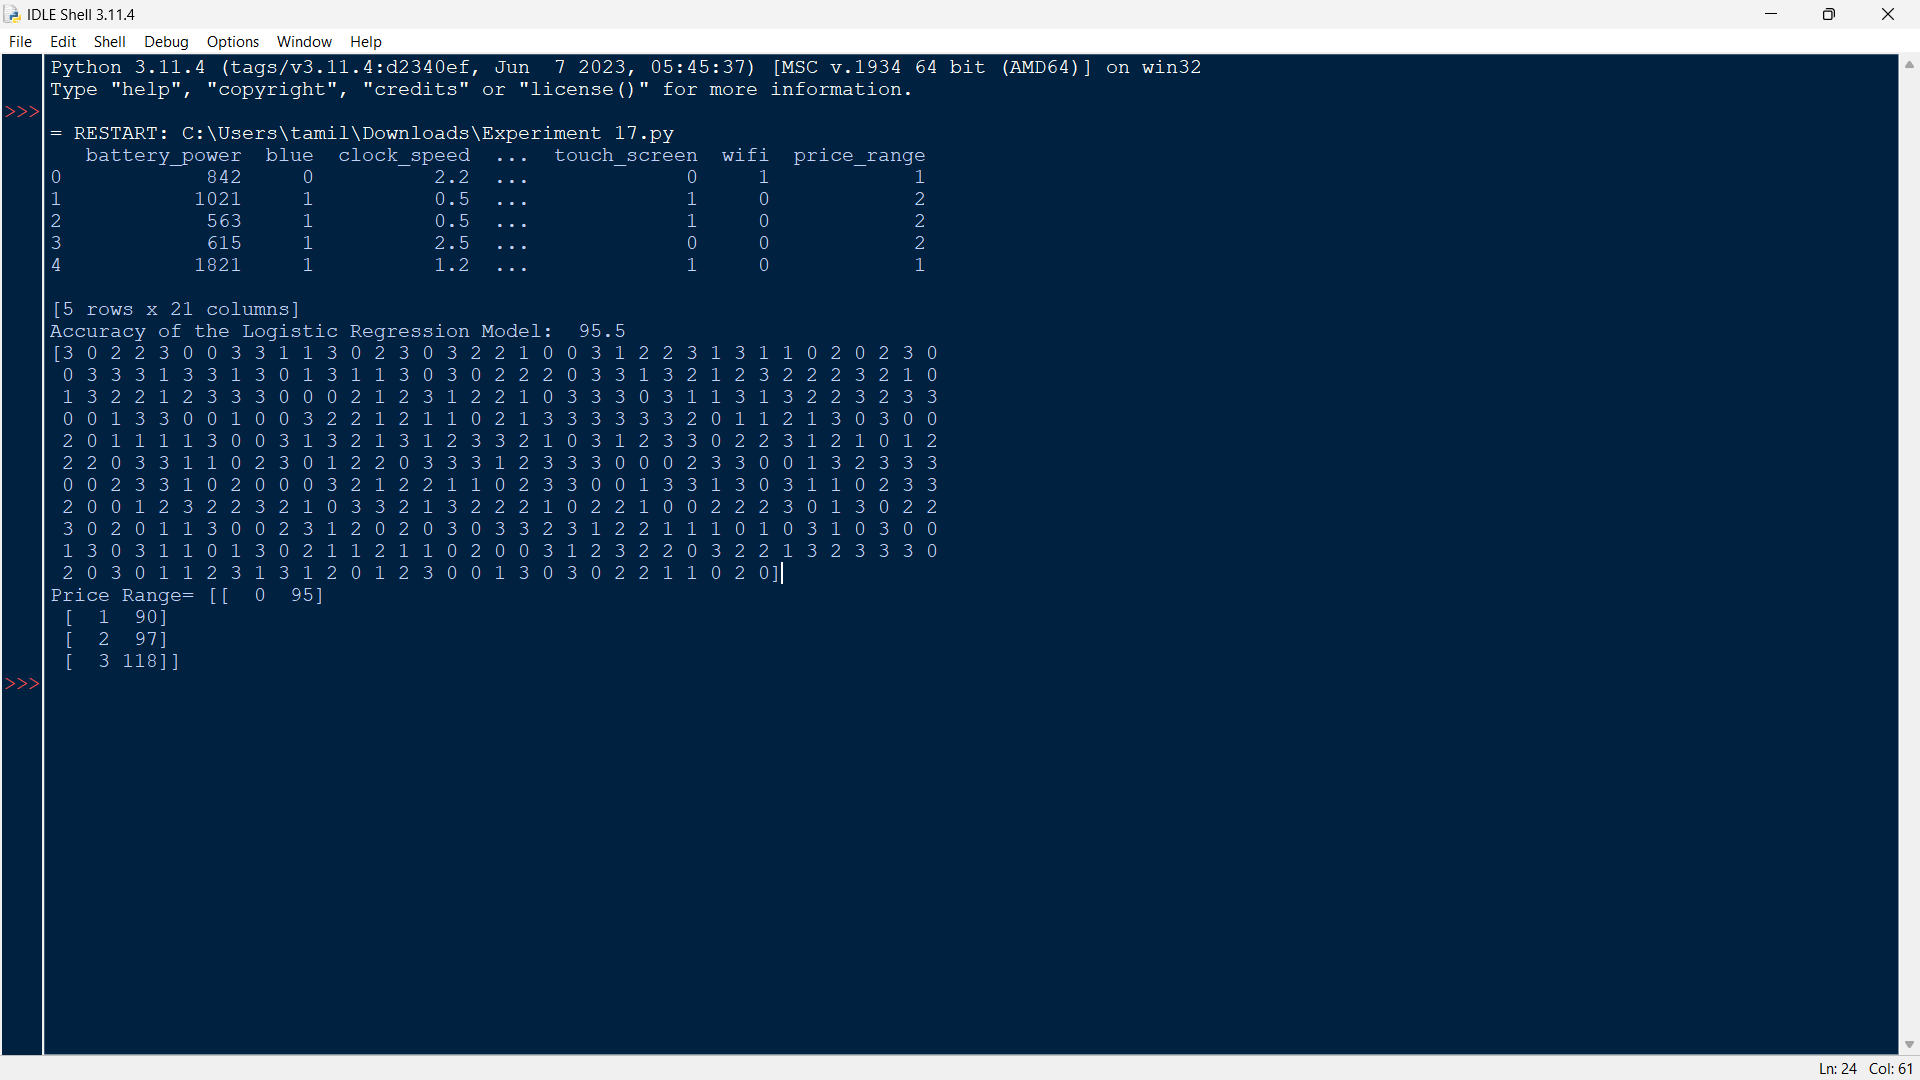 IDLE Shell 3.11.4
File Edit Shell Debug Options Window Help
Python 3.11.4 (tags/v3.11.4:d2340ef, Jun  7 2023, 05:45:37) [MSC v.1934 64 bit (AMD64)] on win32
Type "help", "copyright", "credits" or "license()" for more information.
>>>
= RESTART: C:\Users\tamil\Downloads\Experiment 17.py
   battery_power  blue  clock_speed  ...  touch_screen  wifi  price_range
0            842     0          2.2  ...             0     1            1
1           1021     1          0.5  ...             1     0            2
2            563     1          0.5  ...             1     0            2
3            615     1          2.5  ...             0     0            2
4           1821     1          1.2  ...             1     0            1
[5 rows x 21 columns]
Accuracy of the Logistic Regression Model:  95.5
[3 0 2 2 3 0 0 3 3 1 1 3 0 2 3 0 3 2 2 1 0 0 3 1 2 2 3 1 3 1 1 0 2 0 2 3 0
 0 3 3 3 1 3 3 1 3 0 1 3 1 1 3 0 3 0 2 2 2 0 3 3 1 3 2 1 2 3 2 2 2 3 2 1 0
 1 3 2 2 1 2 3 3 3 0 0 0 2 1 2 3 1 2 2 1 0 3 3 3 0 3 1 1 3 1 3 2 2 3 2 3 3
 0 0 1 3 3 0 0 1 0 0 3 2 2 1 2 1 1 0 2 1 3 3 3 3 3 3 2 0 1 1 2 1 3 0 3 0 0
 2 0 1 1 1 1 3 0 0 3 1 3 2 1 3 1 2 3 3 2 1 0 3 1 2 3 3 0 2 2 3 1 2 1 0 1 2
 2 2 0 3 3 1 1 0 2 3 0 1 2 2 0 3 3 3 1 2 3 3 3 0 0 0 2 3 3 0 0 1 3 2 3 3 3
 0 0 2 3 3 1 0 2 0 0 0 3 2 1 2 2 1 1 0 2 3 3 0 0 1 3 3 1 3 0 3 1 1 0 2 3 3
 2 0 0 1 2 3 2 2 3 2 1 0 3 3 2 1 3 2 2 2 1 0 2 2 1 0 0 2 2 2 3 0 1 3 0 2 2
 3 0 2 0 1 1 3 0 0 2 3 1 2 0 2 0 3 0 3 3 2 3 1 2 2 1 1 1 0 1 0 3 1 0 3 0 0
 1 3 0 3 1 1 0 1 3 0 2 1 1 2 1 1 0 2 0 0 3 1 2 3 2 2 0 3 2 2 1 3 2 3 3 3 0
 2 0 3 0 1 1 2 3 1 3 1 2 0 1 2 3 0 0 1 3 0 3 0 2 2 1 1 0 2 0]
Price Range= [[  0  95]
 [  1  90]
 [  2  97]
 [  3 118]]
>>>
Ln: 24 Col: 61